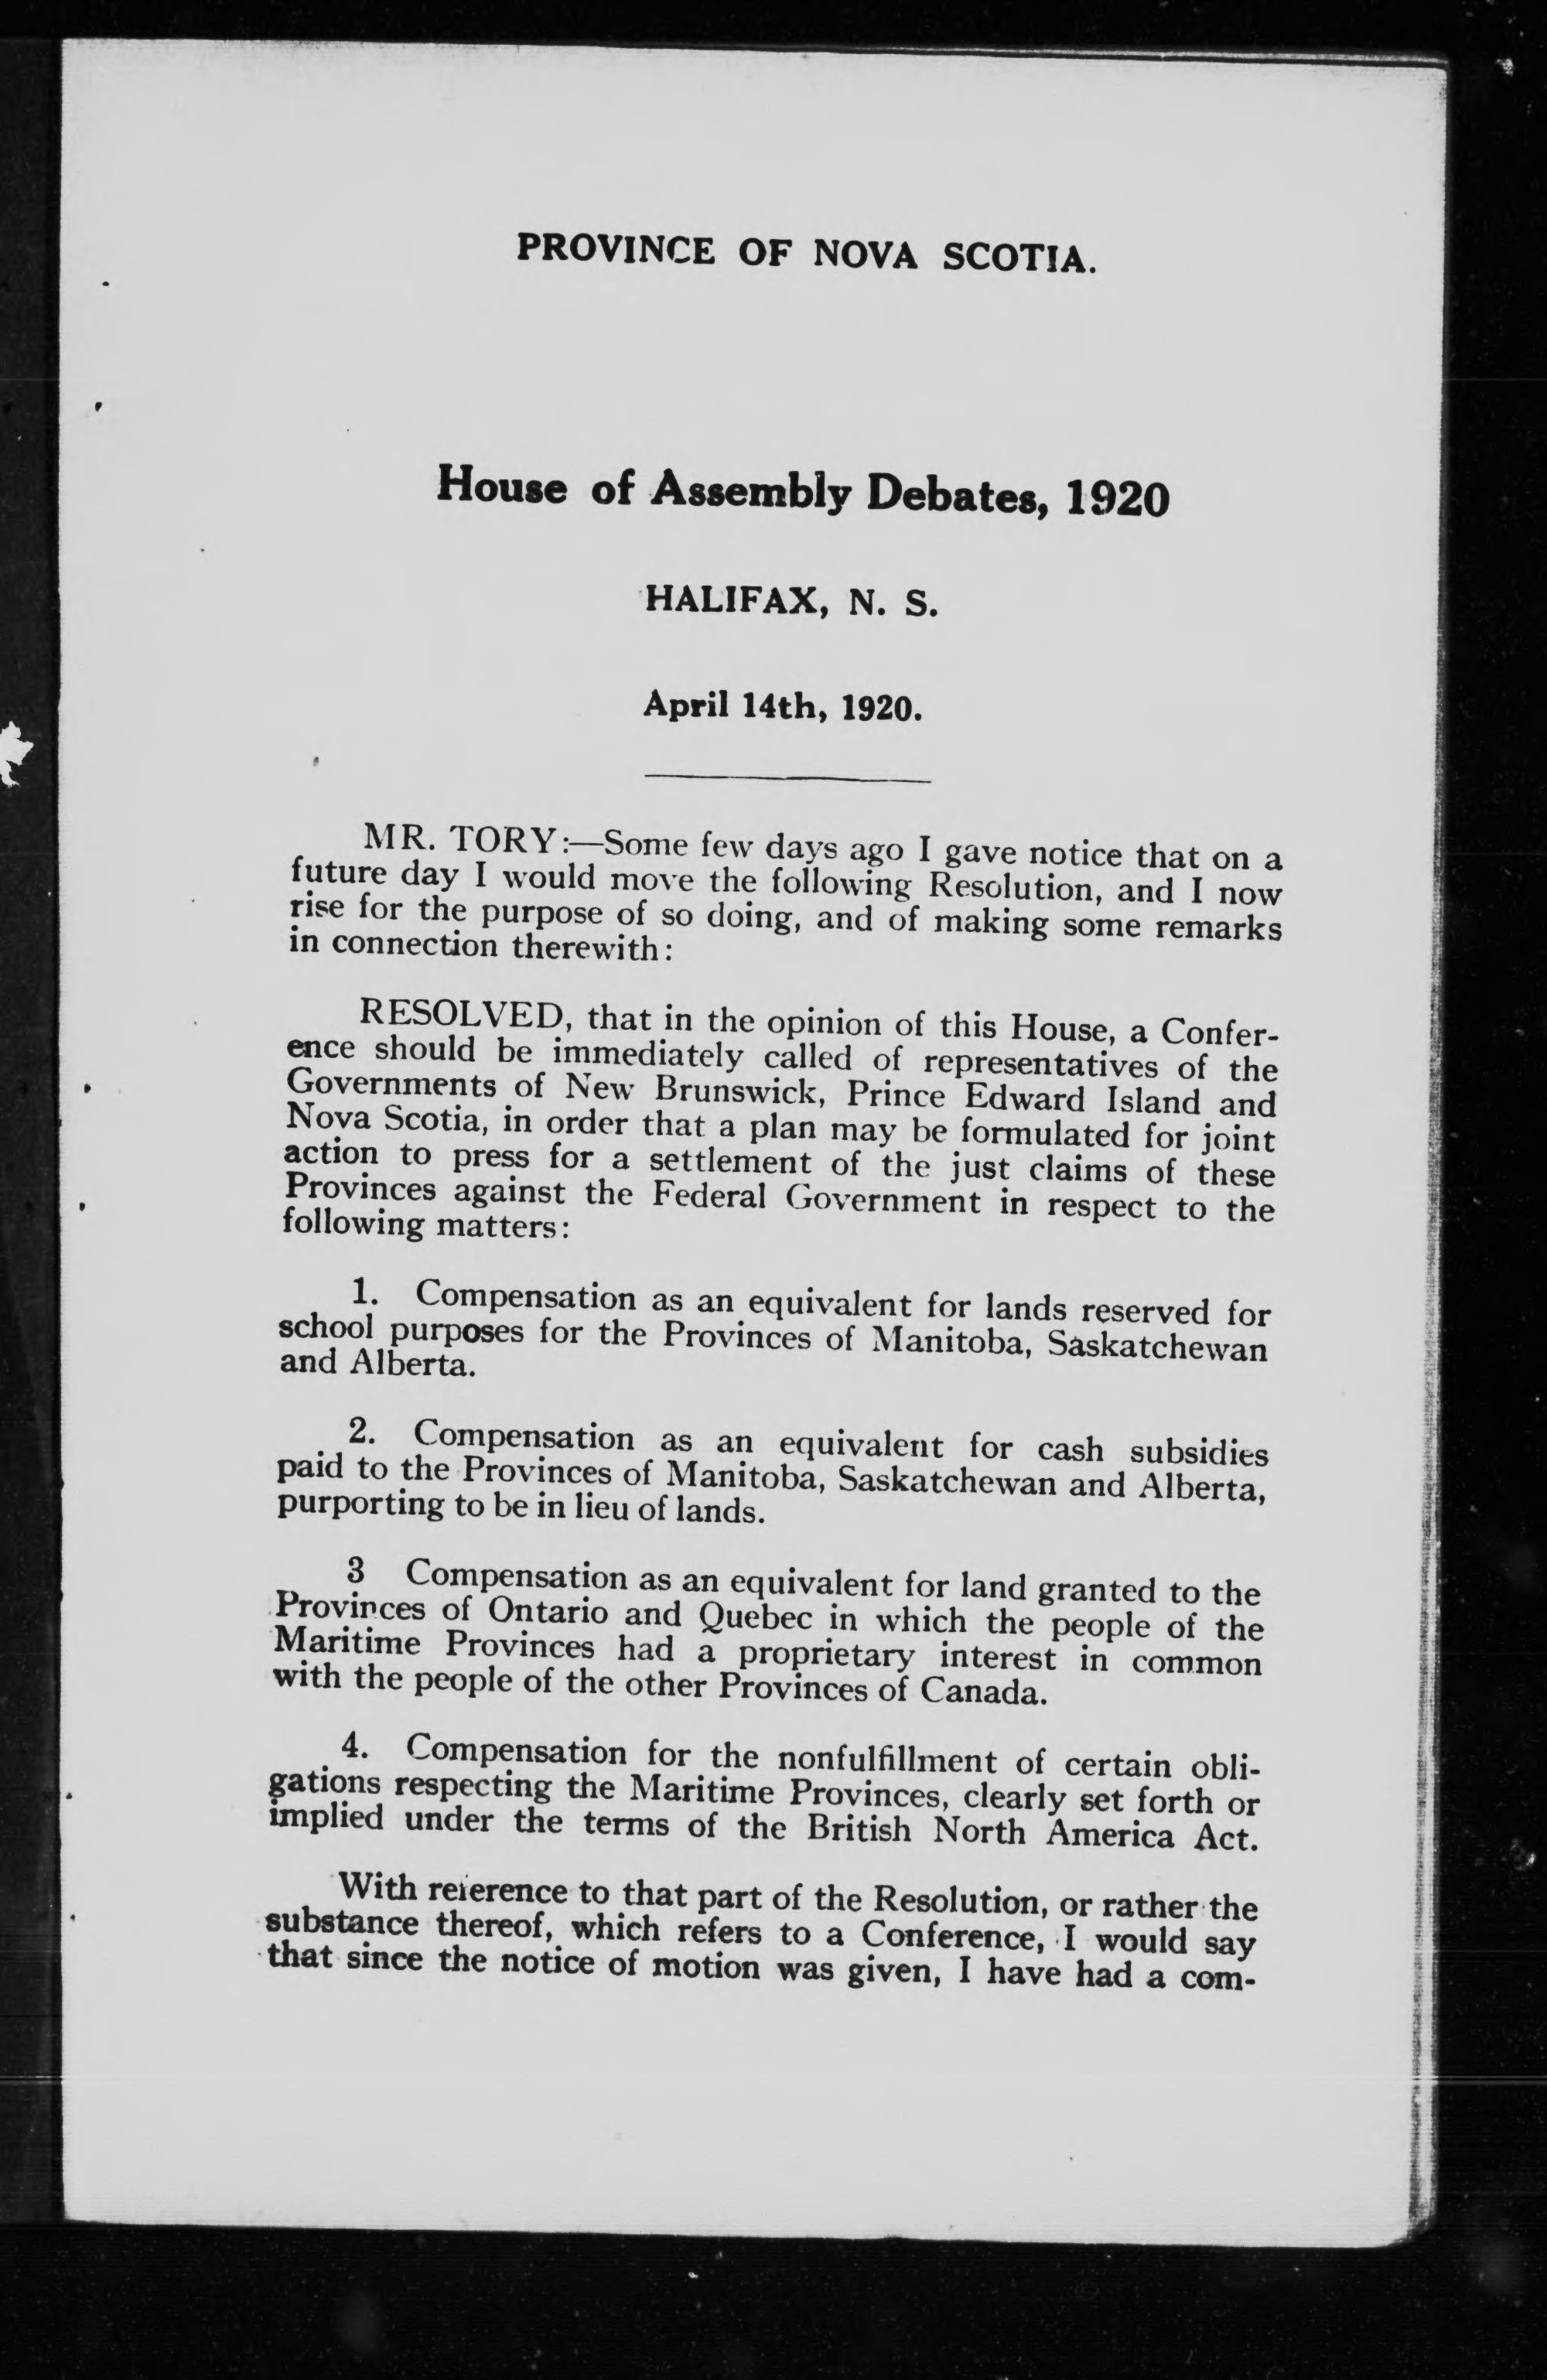 PROVINCE OF NOVA SCOTIA.
House of Assembly Debates, 1920
HALIFAX, N. S.
April 14th, 1920.
MR. TORY:—Some few days ago I gave notice that on a
future day I would move the following Resolution, and I now
rise for the purpose of so doing, and of making some remarks
in connection therewith:
RESOLVED, that in the opinion of this House, a Confer-
ence should be immediately called of representatives of the
Governments of New Brunswick, Prince Edward Island and
Nova Scotia, in order that a plan may be formulated for joint
action to press for a settlement of the just claims of these
Provinces against the Federal Government in respect to the
following matters:
1. Compensation as an equivalent for lands reserved for
school purposes for the Provinces of Manitoba, Saskatchewan
and Alberta.
2. Compensation as an equivalent for cash subsidies
paid to the Provinces of Manitoba, Saskatchewan and Alberta,
purporting to be in lieu of lands.
3 Compensation as an equivalent for land granted to the
Provinces of Ontario and Quebec in which the people of the
Maritime Provinces had a proprietary interest in common
with the people of the other Provinces of Canada.
4. Compensation for the nonfulfillment of certain obli-
gations respecting the Maritime Provinces, clearly set forth or
implied under the terms of the British North America Act.
With reference to that part of the Resolution, or rather the
substance thereof, which refers to a Conference, I would say
that since the notice of motion was given, I have had a com-